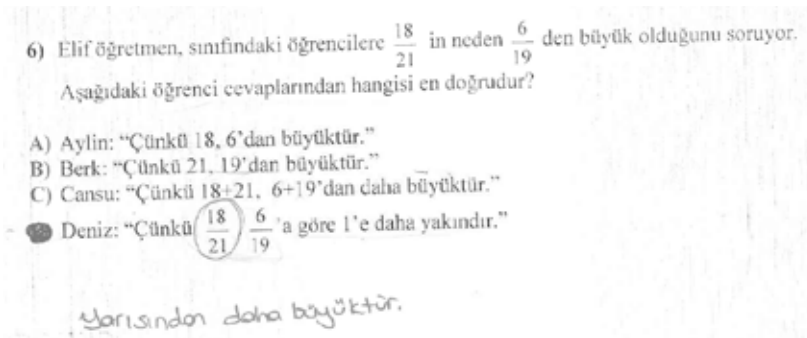 6) Elif öğretmen, sınıfındaki öğrencilere 18/21 in neden 6/19 den büyük olduğunu soruyor.
Aşağıdaki öğrenci cevaplarından hangisi en doğrudur?
A) Aylin: “Çünkü 18, 6’dan büyüktür.”
B) Berk: “Çünkü 21, 19’dan büyüktür.”
C) Cansu: “Çünkü 18+21, 6+19’dan daha büyüktür.”
Deniz: “Çünkü 18/21 6/19 ’a göre 1’e daha yakındır.”
Yarısından daha büyüktür.